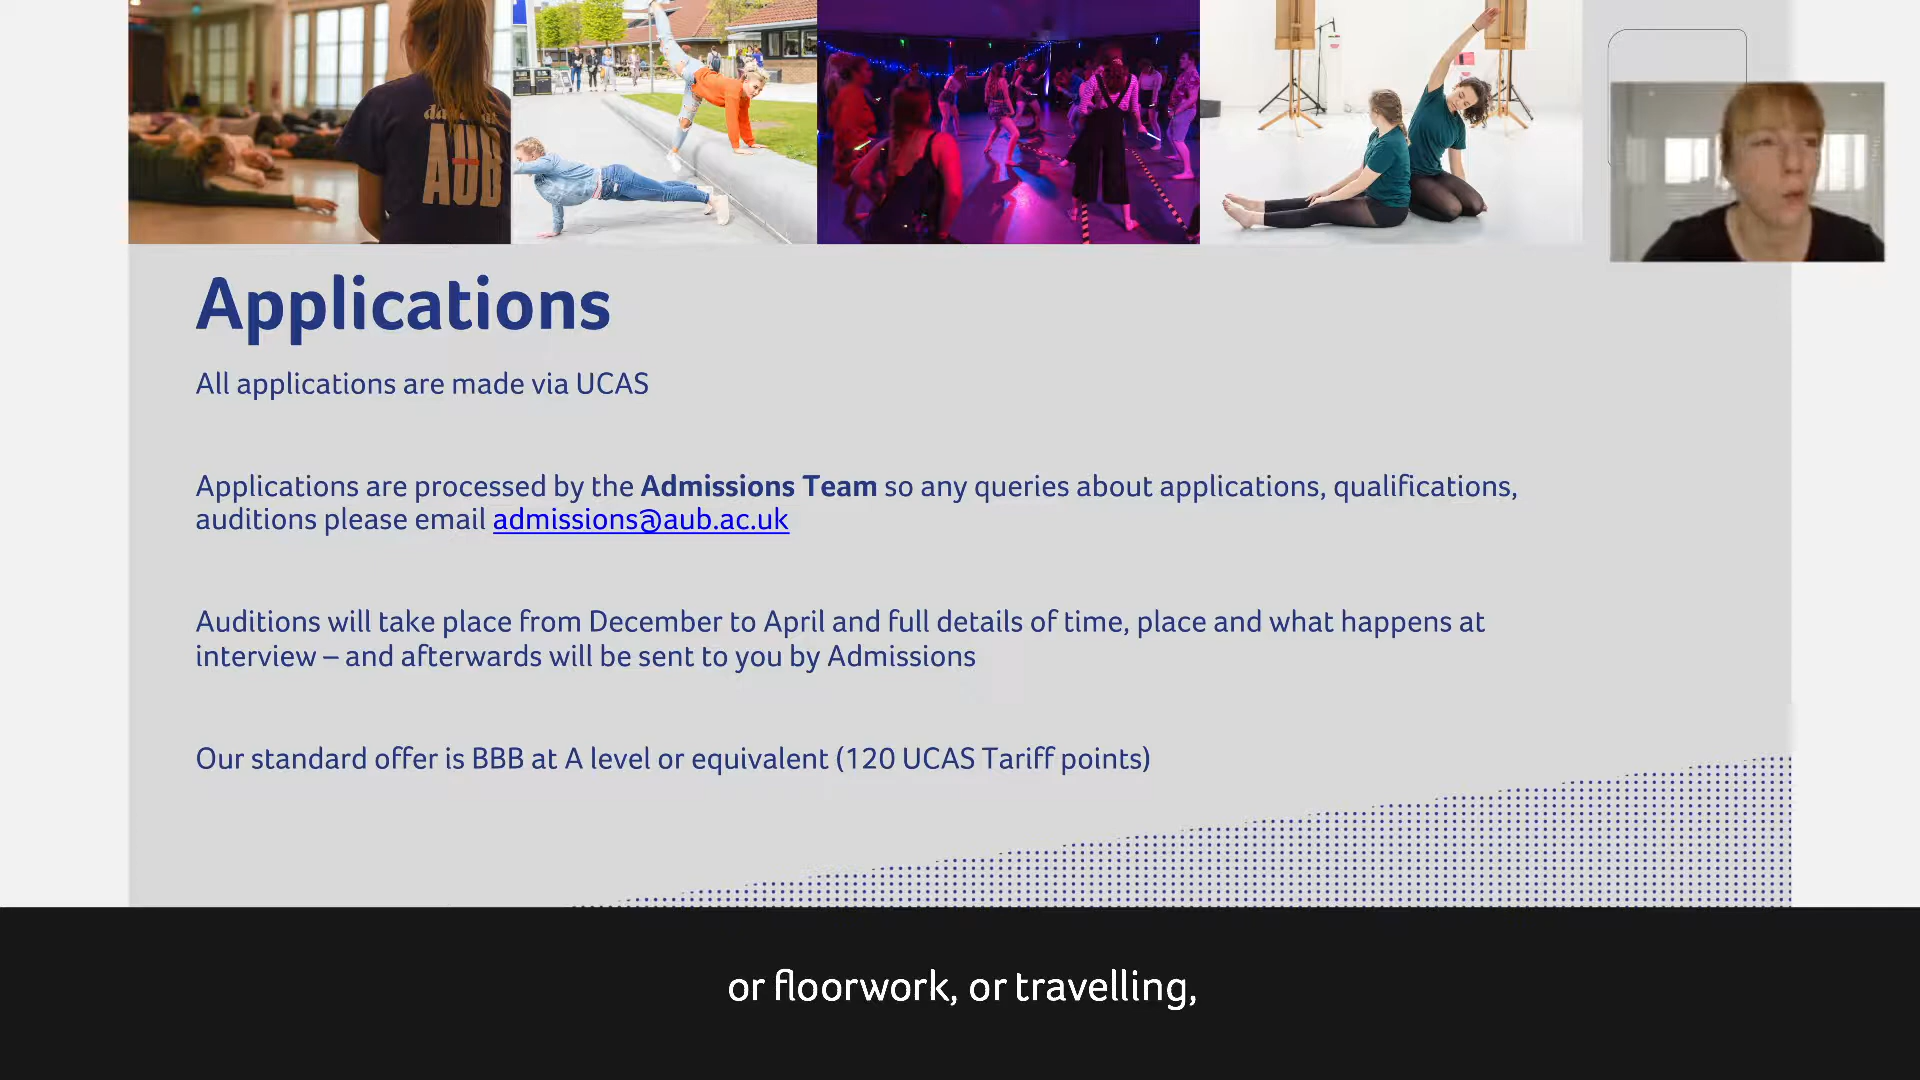 AUB
Applications
All applications are made via UCAS
Applications are processed by the Admissions Team so any queries about applications, qualifications,
auditions please email admissions@aub.ac.uk
Auditions will take place from December to April and full details of time, place and what happens at
interview – and afterwards will be sent to you by Admissions
Our standard offer is BBB at A level or equivalent (120 UCAS Tariff points)
or floorwork, or travelling,